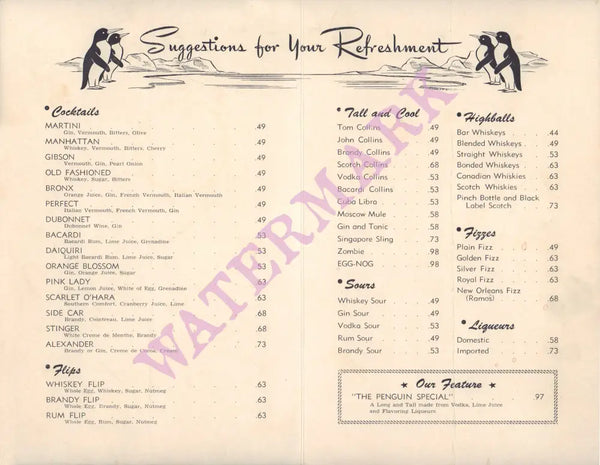 Suggestions for Your Refreshment
• Cocktails
MARTINI .49
Gin, Vermouth, Bitters, Olive
MANHATTAN .49
Whiskey, Vermouth, Bitters, Cherry
GIBSON .49
Vermouth, Gin, Pearl Onion
OLD FASHIONED .49
Whiskey, Sugar, Bitters
BRONX .49
Orange Juice, Gin, French Vermouth, Italian Vermouth
PERFECT .49
Italian Vermouth, French Vermouth, Gin
DUBONNET .49
Dubonnet Wine, Gin
BACARDI .53
Bacardi Rum, Lime Juice, Grenadine
DAIQUIRI .53
Light Bacardi Rum, Lime Juice, Sugar
ORANGE BLOSSOM .53
Gin, Orange Juice, Sugar
PINK LADY .63
Gin, Lemon Juice, White of Egg, Grenadine
SCARLET O'HARA .63
Southern Comfort, Cranberry Juice, Lime
SIDE CAR .68
Brandy, Cointreau, Lime Juice
STINGER .68
White Creme de Menthe, Brandy
ALEXANDER .73
Brandy or Gin, Creme de Cocoa, Cream
• Flips
WHISKEY FLIP .63
Whole Egg, Whiskey, Sugar, Nutmeg
BRANDY FLIP .63
Whole Egg, Brandy, Sugar, Nutmeg
RUM FLIP .63
Whole Egg, Rum, Sugar, Nutmeg
• Tall and Cool
Tom Collins .49
John Collins .49
Brandy Collins .49
Scotch Collins .68
Vodka Collins .53
Bacardi Collins .53
Cuba Libra .53
Moscow Mule .58
Gin and Tonic .58
Singapore Sling .73
Zombie .98
EGG-NOG .98
• Sours
Whiskey Sour .49
Gin Sour .49
Vodka Sour .53
Rum Sour .49
Brandy Sour .53
• Highballs
Bar Whiskeys .44
Blended Whiskeys .49
Straight Whiskeys .53
Bonded Whiskeys .63
Canadian Whiskies .63
Scotch Whiskies .63
Pinch Bottle and Black
Label Scotch .73
• Fizzes
Plain Fizz .49
Golden Fizz .63
Silver Fizz .63
Royal Fizz .63
New Orleans Fizz
(Ramos) .68
• Liqueurs
Domestic .58
Imported .73
★ Our Feature ★
"THE PENGUIN SPECIAL" .97
A Long and Tall made from Vodka, Lime Juice
and Flavoring Liqueurs
WATERMARK